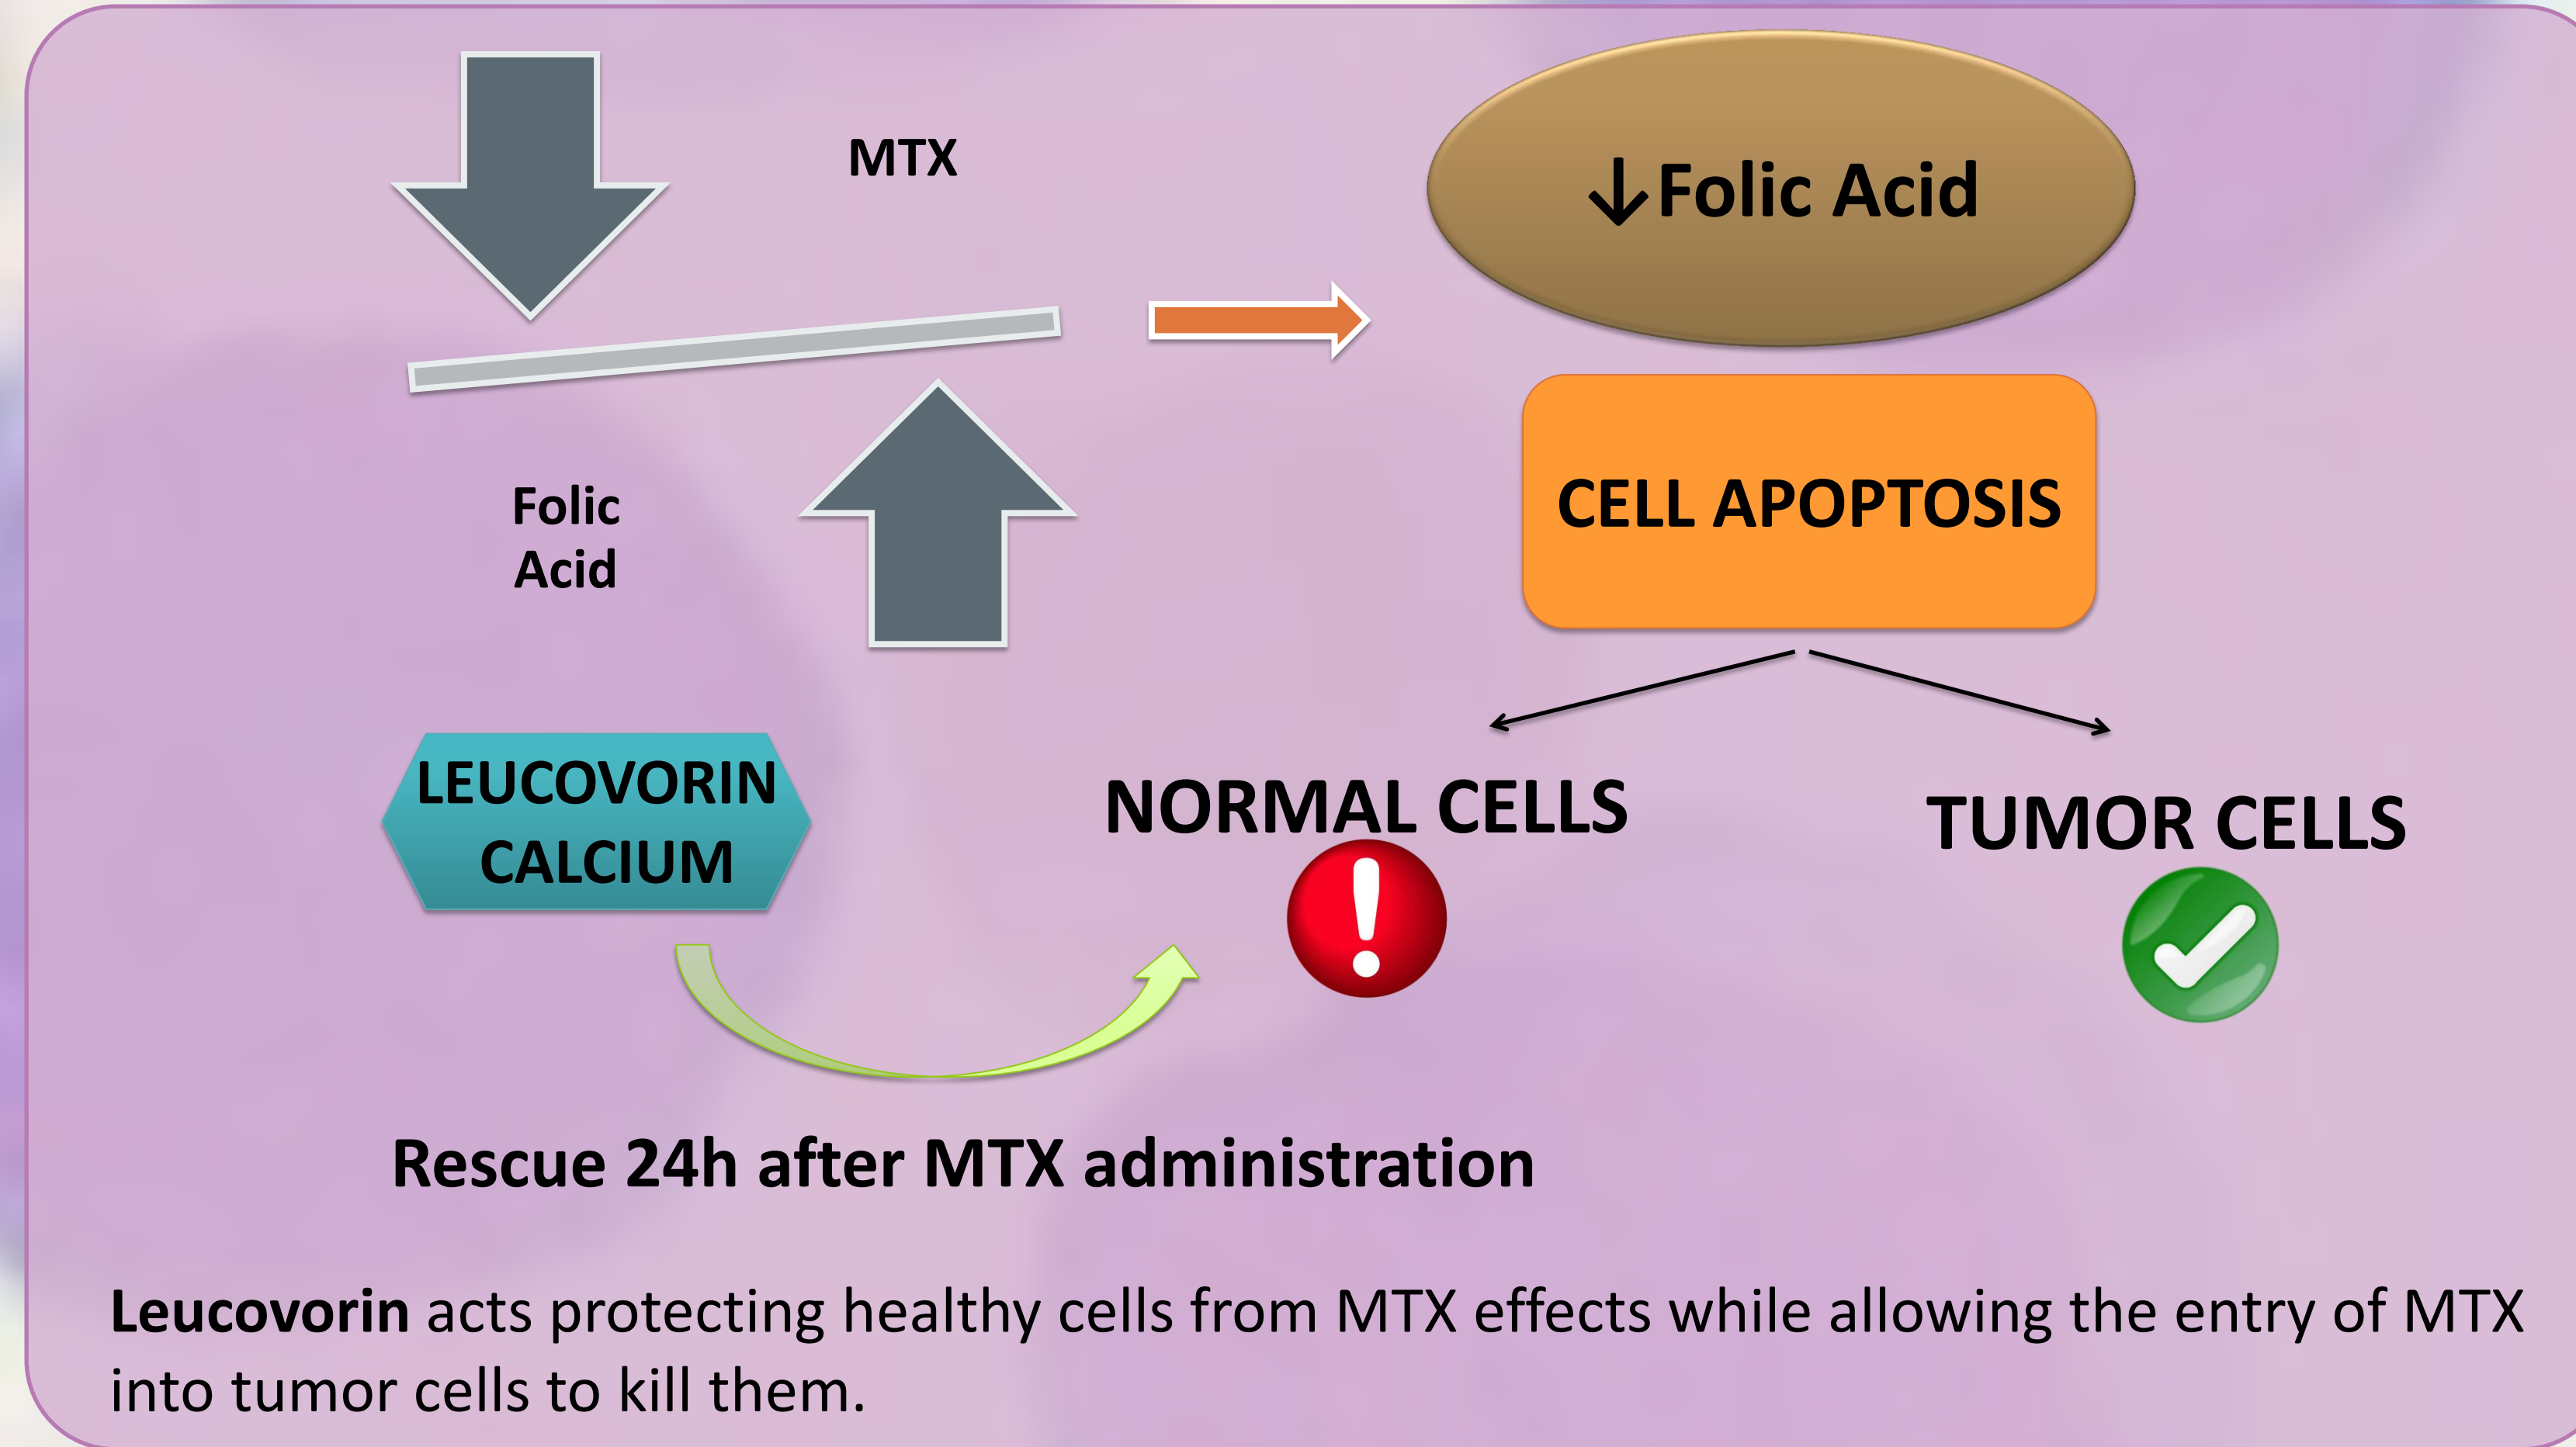 MTX
↓Folic Acid
Folic
Acid
CELL APOPTOSIS
LEUCOVORIN
CALCIUM
NORMAL CELLS
TUMOR CELLS
Rescue 24h after MTX administration
Leucovorin acts protecting healthy cells from MTX effects while allowing the entry of MTX
into tumor cells to kill them.